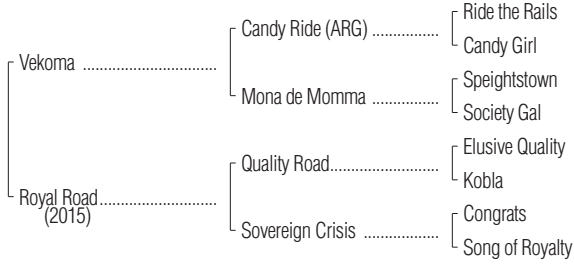 Ride the Rails
Candy Ride (ARG) ................
Candy Girl
Vekoma ................................
Speightstown
Mona de Momma ................
Society Gal
Elusive Quality
Quality Road..........................
Kobla
Royal Road............................
(2015)
Congrats
Sovereign Crisis ..................
Song of Royalty